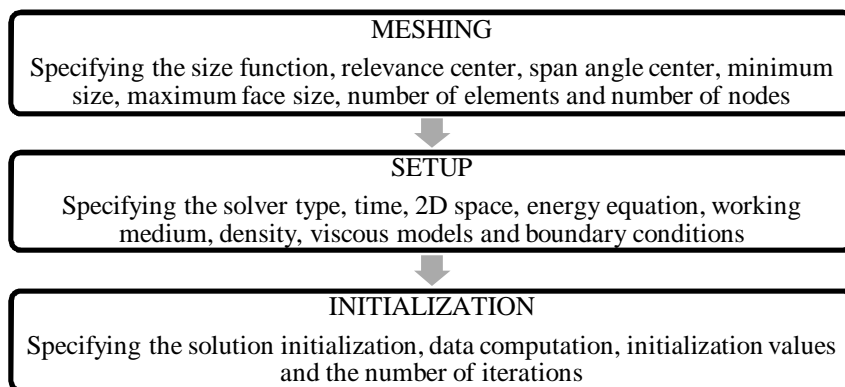 MESHING
Specifying the size function, relevance center, span angle center, minimum
size, maximum face size, number of elements and number of nodes
SETUP
Specifying the solver type, time, 2D space, energy equation, working
medium, density, viscous models and boundary conditions
INITIALIZATION
Specifying the solution initialization, data computation, initialization values
and the number of iterations